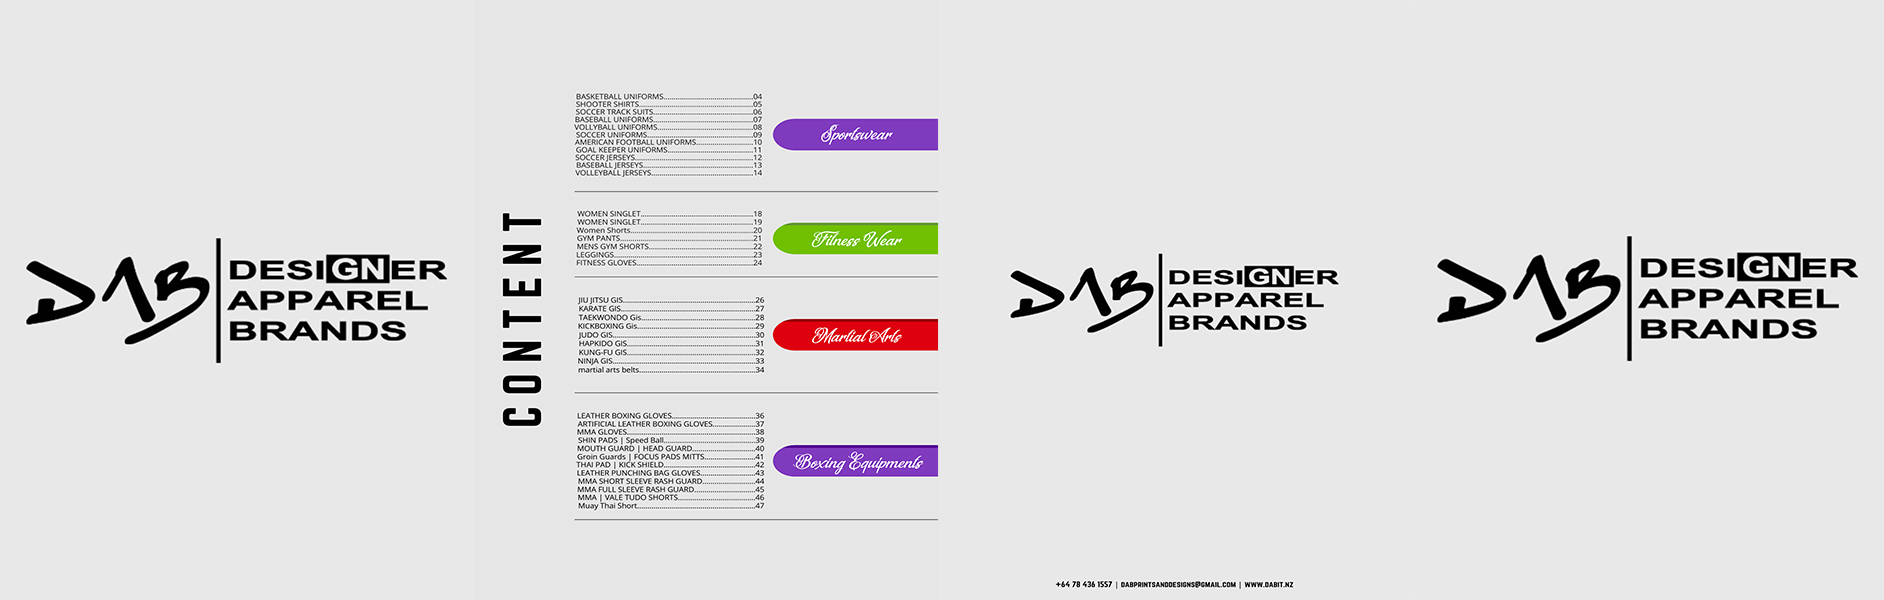 DAB
DESIGNER
APPAREL
BRANDS
CONTENT
BASKETBALL UNIFORMS....................................................04
SHOOTER SHIRTS....................................................05
SOCCER TRACK SUITS....................................................06
BASEBALL UNIFORMS....................................................07
VOLLYBALL UNIFORMS....................................................08
SOCCER UNIFORMS....................................................09
AMERICAN FOOTBALL UNIFORMS....................................................10
GOAL KEEPER UNIFORMS....................................................11
SOCCER JERSEYS....................................................12
BASEBALL JERSEYS....................................................13
VOLLEYBALL JERSEYS....................................................14
Sportswear
WOMEN SINGLET....................................................18
WOMEN SINGLET....................................................19
Women Shorts....................................................20
GYM PANTS....................................................21
MENS GYM SHORTS....................................................22
LEGGINGS....................................................23
FITNESS GLOVES....................................................24
Fitness Wear
JIU JITSU GIS....................................................26
KARATE GIS....................................................27
TAEKWONDO Gis....................................................28
KICKBOXING Gis....................................................29
JUDO GIS....................................................30
HAPKIDO GIS....................................................31
KUNG-FU GIS....................................................32
NINJA GIS....................................................33
martial arts belts....................................................34
Martial Arts
LEATHER BOXING GLOVES....................................................36
ARTIFICIAL LEATHER BOXING GLOVES....................................................37
MMA GLOVES....................................................38
SHIN PADS | Speed Ball....................................................39
MOUTH GUARD | HEAD GUARD....................................................40
Groin Guards | FOCUS PADS MITTS....................................................41
THAI PAD | KICK SHIELD....................................................42
LEATHER PUNCHING BAG GLOVES....................................................43
MMA SHORT SLEEVE RASH GUARD....................................................44
MMA FULL SLEEVE RASH GUARD....................................................45
MMA | VALE TUDO SHORTS....................................................46
Muay Thai Short....................................................47
Boxing Equipments
DAB
DESIGNER
APPAREL
BRANDS
+64 78 436 1557 | DABPRINTSANDDESIGNS@GMAIL.COM | WWW.DABIT.NZ
DAB
DESIGNER
APPAREL
BRANDS